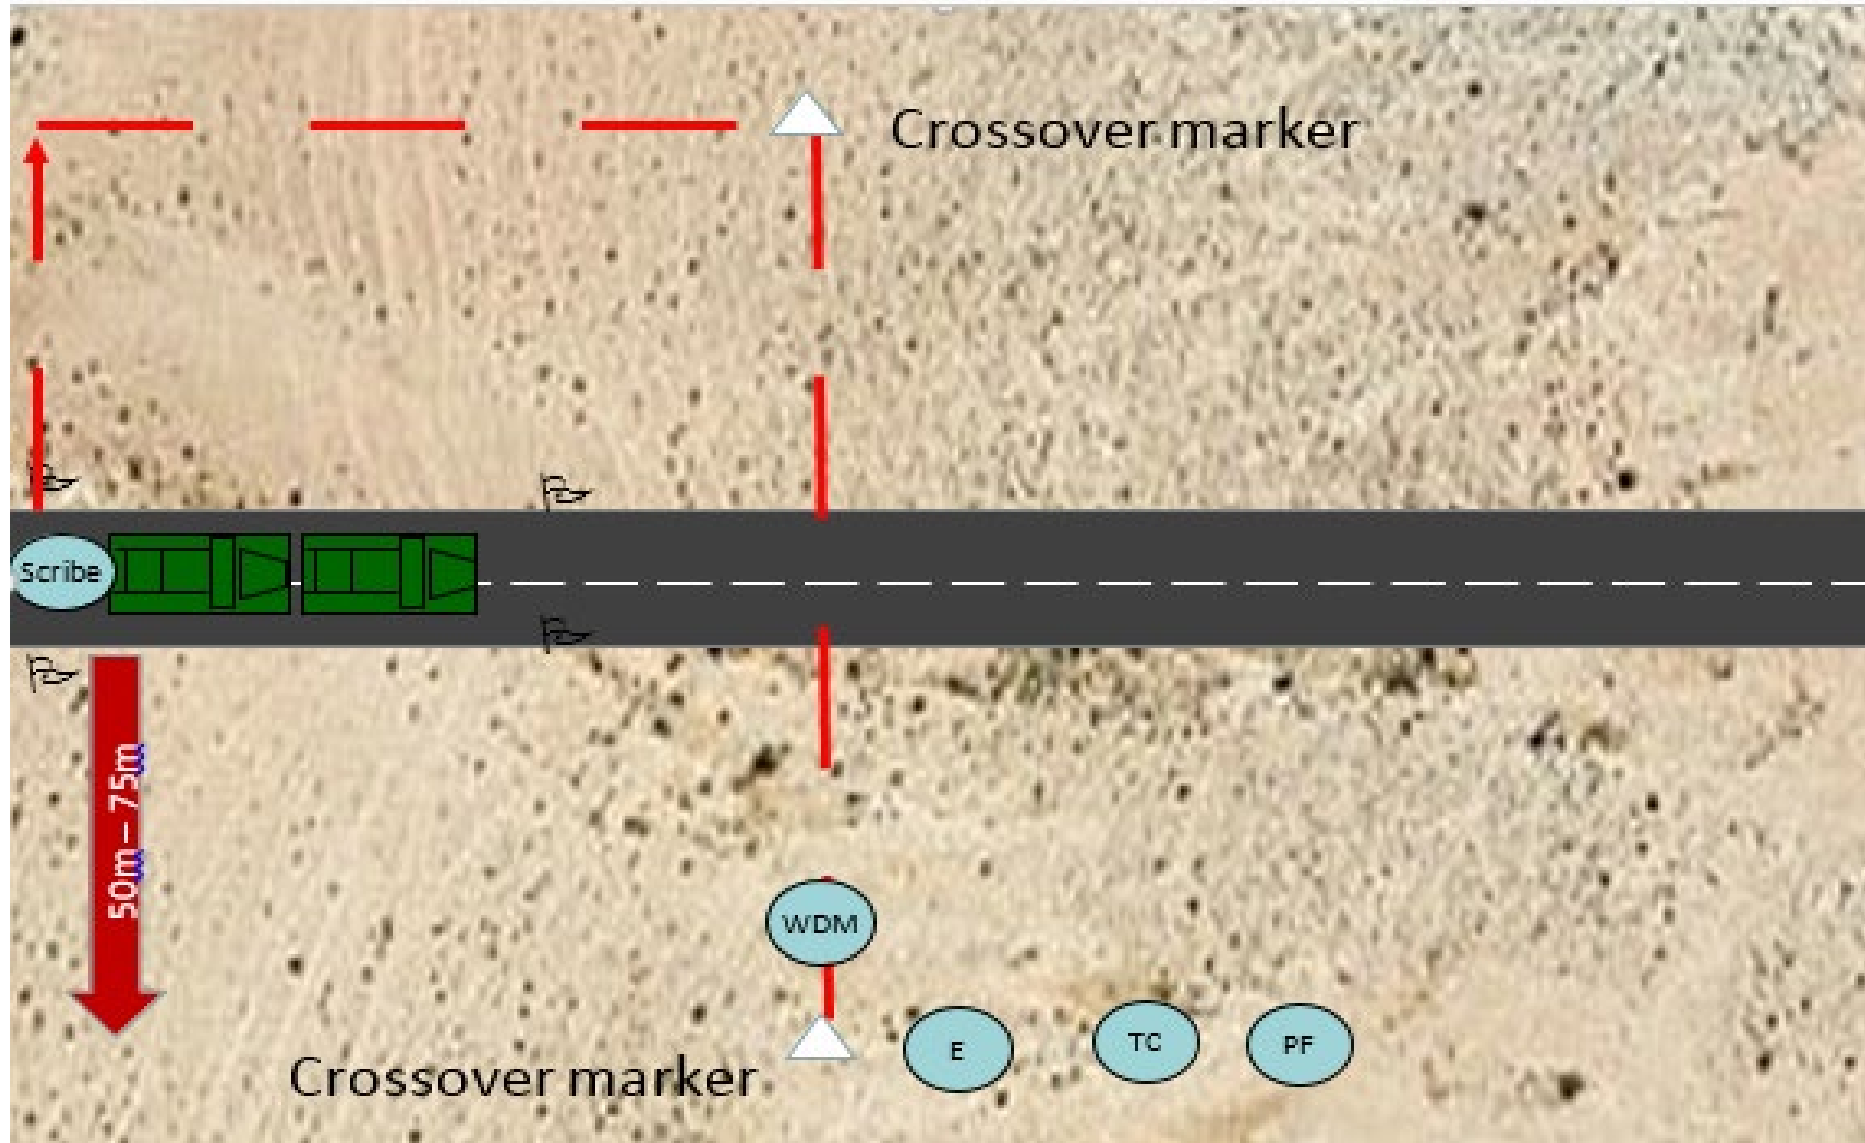 Crossover marker
Scribe
50m – 75m
WDM
E
TC
PF
Crossover marker